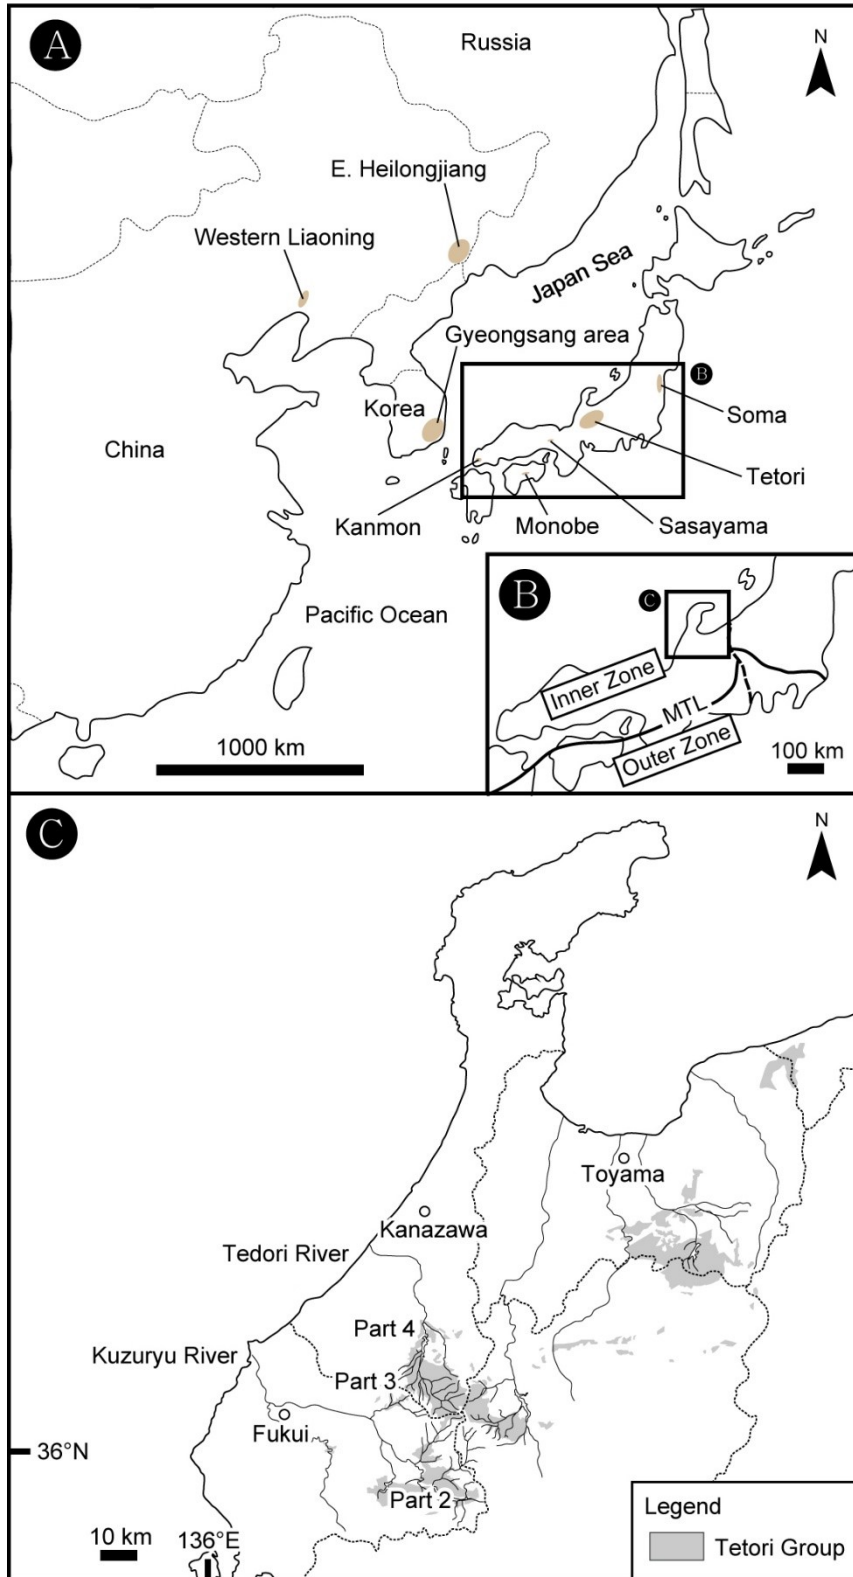 A
Russia
N
E. Heilongjiang
Western Liaoning
Japan Sea
Gyeongsang area
B
Korea
Soma
China
Tetori
Kanmon
Monobe
Sasayama
Pacific Ocean
1000 km
B
C
Inner Zone
MTL
Outer Zone
100 km
C
N
Toyama
Kanazawa
Tedori River
Part 4
Kuzuryu River
Part 3
Fukui
36°N
Part 2
Legend
10 km
136°E
Tetori Group